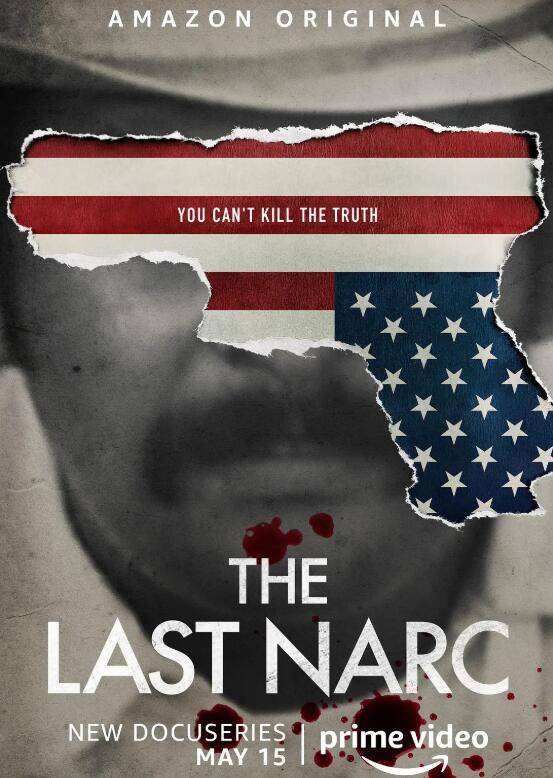 AMAZON ORIGINAL
YOU CAN'T KILL THE TRUTH
THE
LAST NARC
NEW DOCUSERIES
MAY 15
prime video